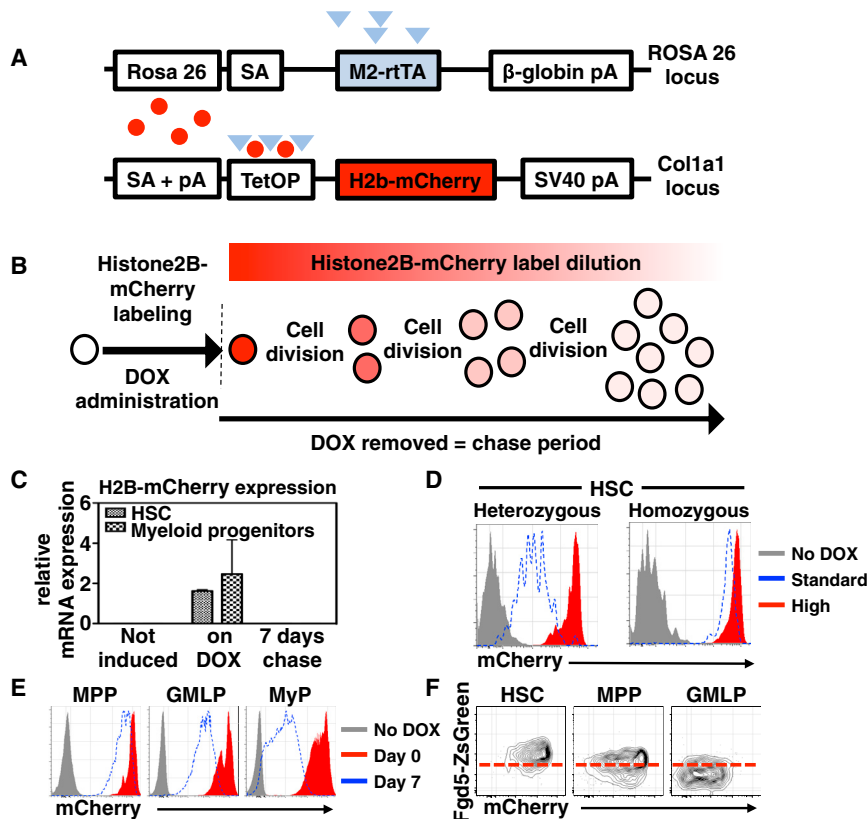 A
Rosa 26
SA
M2-rtTA
β-globin pA
ROSA 26
locus
SA + pA
TetOP
H2b-mCherry
SV40 pA
Col1a1
locus
B
Histone2B-
mCherry
labeling
DOX
administration
Histone2B-mCherry label dilution
Cell
division
Cell
division
Cell
division
DOX removed = chase period
C
H2B-mCherry expression
HSC
Myeloid progenitors
relative
mRNA expression
6
4
2
0
Not
induced
on
DOX
7 days
chase
D
HSC
Heterozygous
Homozygous
No DOX
Standard
High
mCherry
E
MPP
GMLP
MyP
No DOX
Day 0
Day 7
mCherry
F
HSC
MPP
GMLP
Fgd5-ZsGreen
mCherry